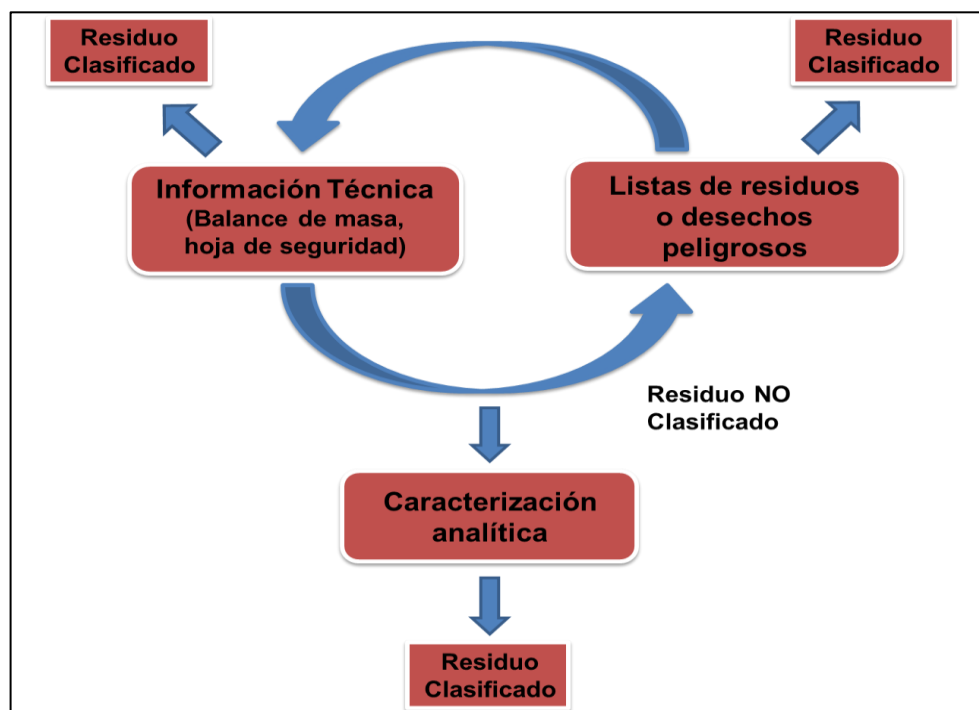 Residuo
Clasificado
Residuo
Clasificado
Información Técnica
(Balance de masa,
hoja de seguridad)
Listas de residuos
o desechos
peligrosos
Residuo NO
Clasificado
Caracterización
analítica
Residuo
Clasificado